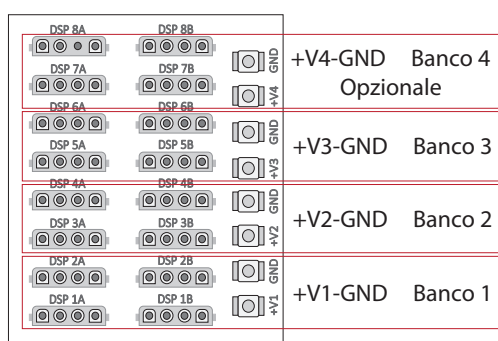 DSP 8A DSP 8B
GND
+V4-GND Banco 4
Opzionale
DSP 7A DSP 7B
+V4
DSP 6A DSP 6B
GND
+V3-GND Banco 3
DSP 5A DSP 5B
+V3
DSP 4A DSP 4B
GND
+V2-GND Banco 2
DSP 3A DSP 3B
+V2
DSP 2A DSP 2B
GND
+V1-GND Banco 1
DSP 1A DSP 1B
+V1